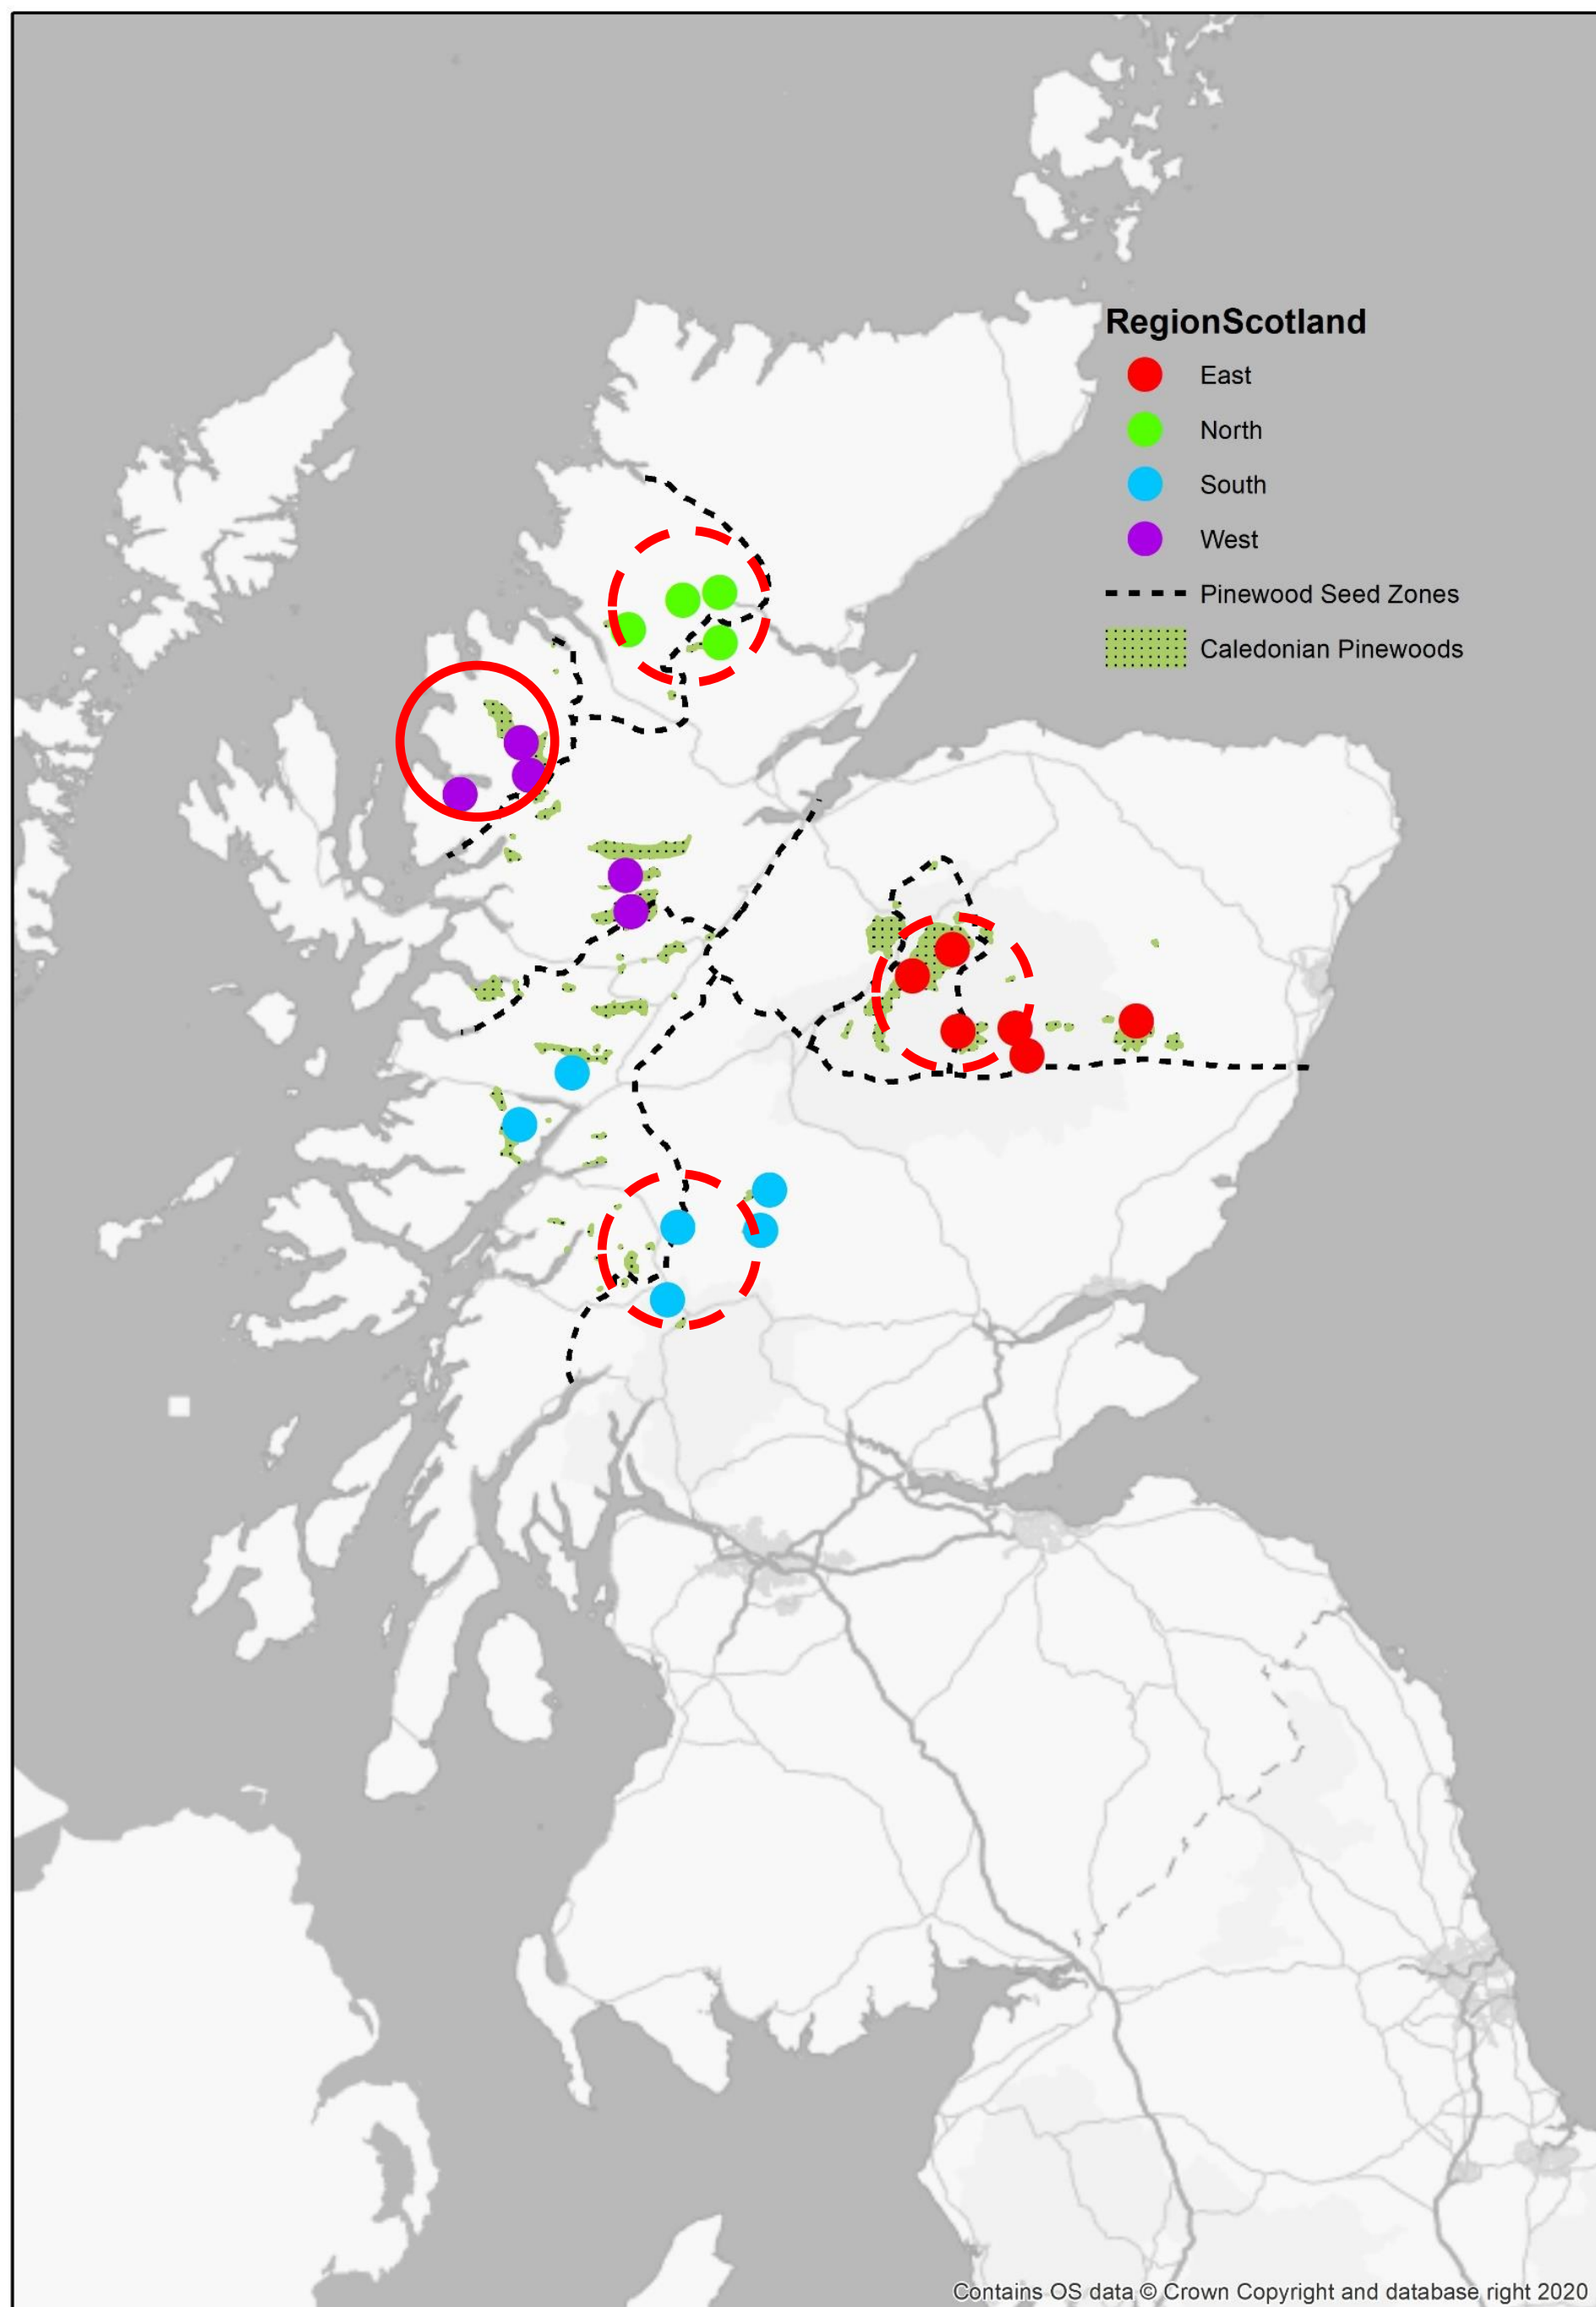 RegionScotland
East
North
South
West
Pinewood Seed Zones
Caledonian Pinewoods
Contains OS data © Crown Copyright and database right 2020